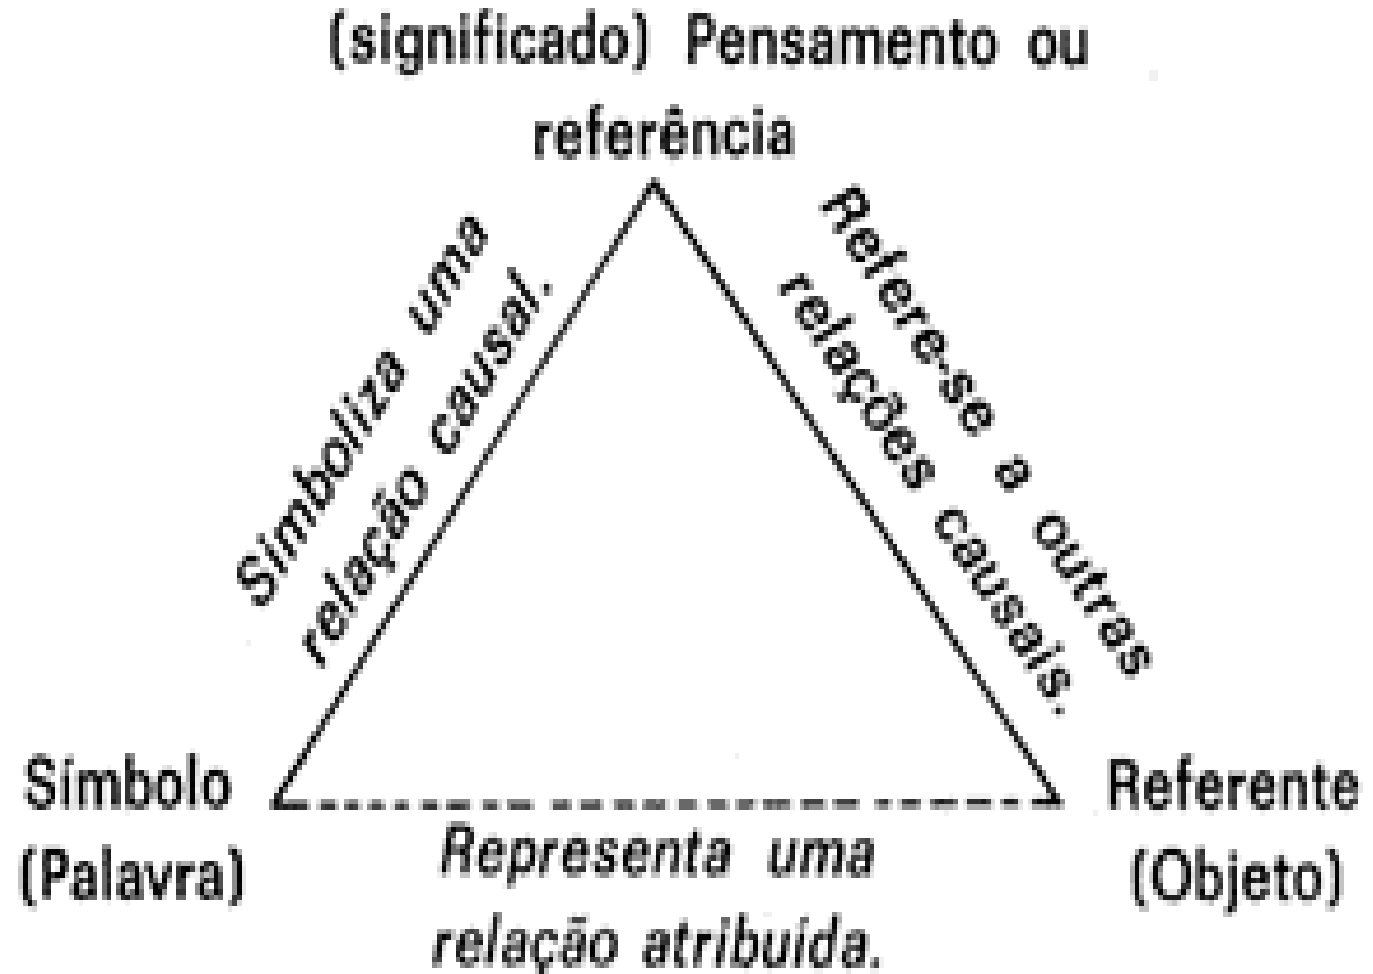 (significado) Pensamento ou
referência
Simboliza uma
relação causal.
Refere-se a outras
relações causais.
Símbolo
(Palavra)
Referente
(Objeto)
Representa uma
relação atribuída.